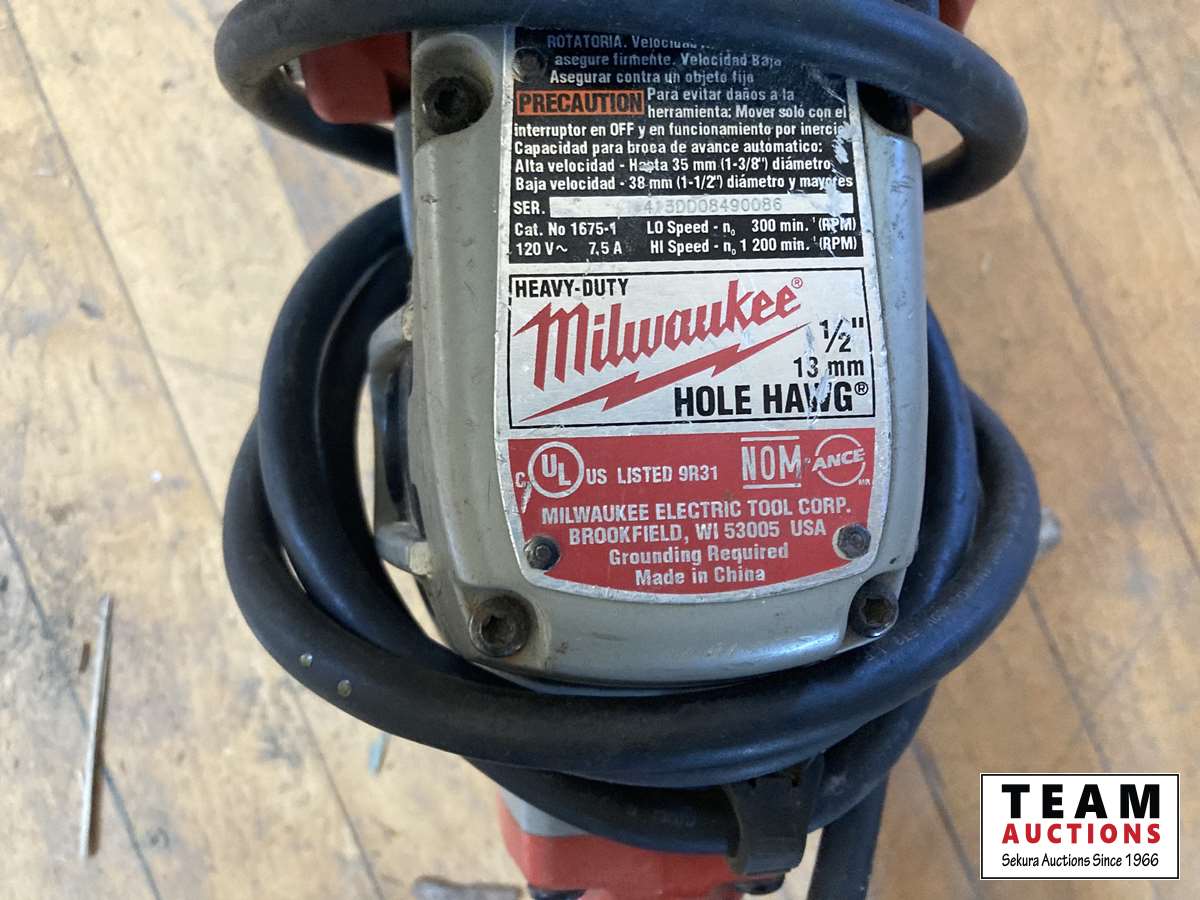 ROTATORIA. Velocidad
asegure firmemente. Velocidad Baja
Asegurar contra un objeto fijo
PRECAUTION Para evitar daños a la
herramienta: Mover solo con el
interruptor en OFF y en funcionamiento por inercia
Capacidad para broca de avance automatico:
Alta velocidad - Hasta 35 mm (1-3/8") diámetro
Baja velocidad - 38 mm (1-1/2") diámetro y mayores
SER. 413DD08490086
Cat. No 1675-1 LO Speed - n0 300 min.-1 (RPM)
120 V~ 7,5 A HI Speed - n0 1 200 min.-1 (RPM)
HEAVY-DUTY
Milwaukee®
1/2"
13 mm
HOLE HAWG®
C UL US LISTED 9R31 NOM ANCE MR
MILWAUKEE ELECTRIC TOOL CORP.
BROOKFIELD, WI 53005 USA
Grounding Required
Made in China
TEAM
AUCTIONS
Sekura Auctions Since 1966